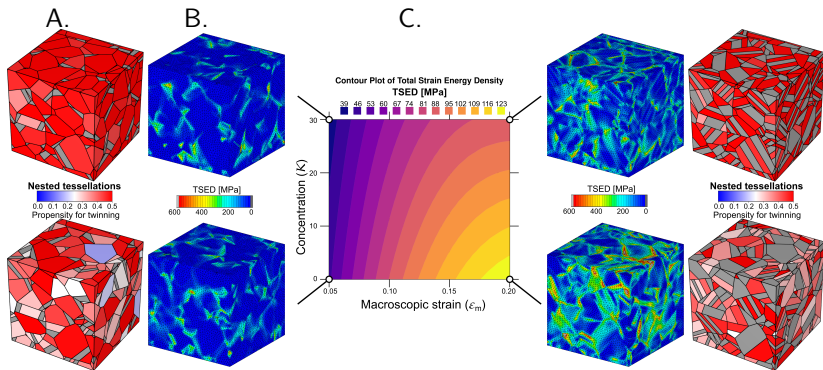 A.
B.
C.
Contour Plot of Total Strain Energy Density
TSED [MPa]
39 46 53 60 67 74 81 88 95 102 109 116 123
30
20
10
0
Concentration (K)
0.05 0.10 0.15 0.20
Macroscopic strain (εm)
Nested tessellations
0.0 0.1 0.2 0.3 0.4 0.5
Propensity for twinning
TSED [MPa]
600 400 200 0
TSED [MPa]
600 400 200 0
Nested tessellations
0.0 0.1 0.2 0.3 0.4 0.5
Propensity for twinning